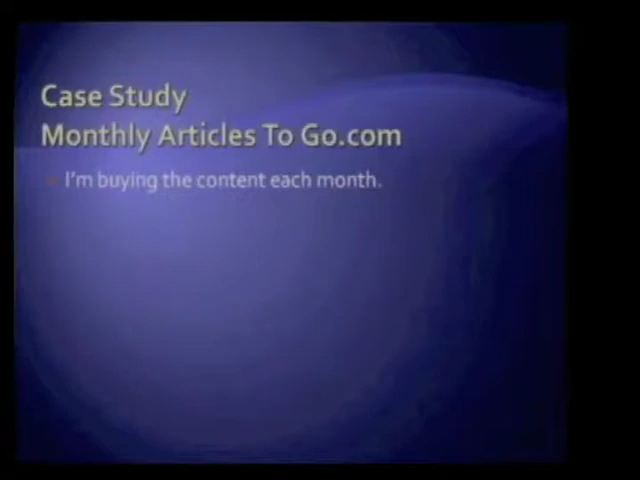 Case Study
Monthly Articles To Go.com
I'm buying the content each month.